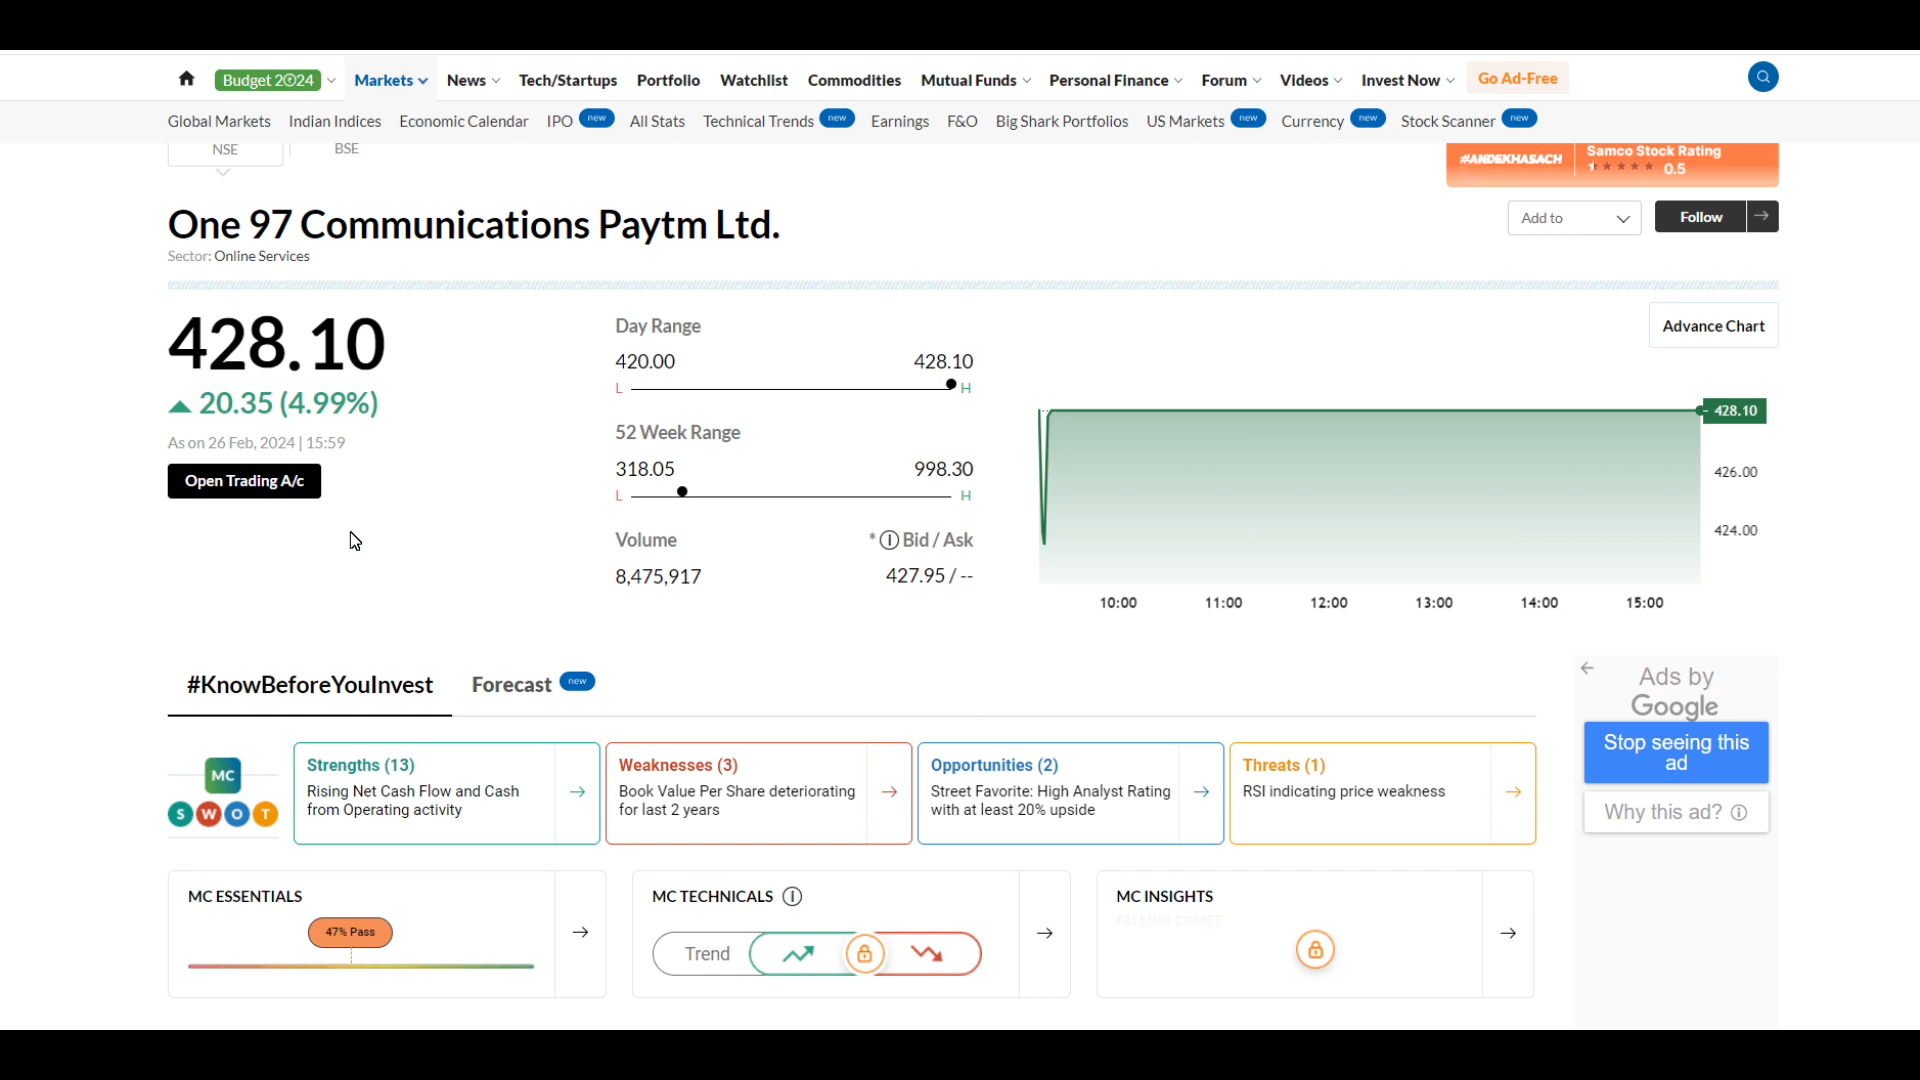 Budget 2024 Markets News Tech/Startups Portfolio Watchlist Commodities Mutual Funds Personal Finance Forum Videos Invest Now Go Ad-Free
Global Markets Indian Indices Economic Calendar IPO new All Stats Technical Trends new Earnings F&O Big Shark Portfolios US Markets new Currency new Stock Scanner new
NSE BSE
#ANDEKHASACH Samco Stock Rating
0.5
One 97 Communications Paytm Ltd.
Add to Follow
Sector: Online Services
428.10
20.35 (4.99%)
As on 26 Feb, 2024 | 15:59
Open Trading A/c
Day Range
420.00 428.10
L H
52 Week Range
318.05 998.30
L H
Volume * Bid / Ask
8,475,917 427.95 / --
Advance Chart
428.10
426.00
424.00
10:00 11:00 12:00 13:00 14:00 15:00
#KnowBeforeYouInvest Forecast new
MC
S W O T
Strengths (13)
Rising Net Cash Flow and Cash
from Operating activity
Weaknesses (3)
Book Value Per Share deteriorating
for last 2 years
Opportunities (2)
Street Favorite: High Analyst Rating
with at least 20% upside
Threats (1)
RSI indicating price weakness
MC ESSENTIALS
47% Pass
MC TECHNICALS
Trend
MC INSIGHTS
FALLING COMET
Ads by
Google
Stop seeing this
ad
Why this ad?